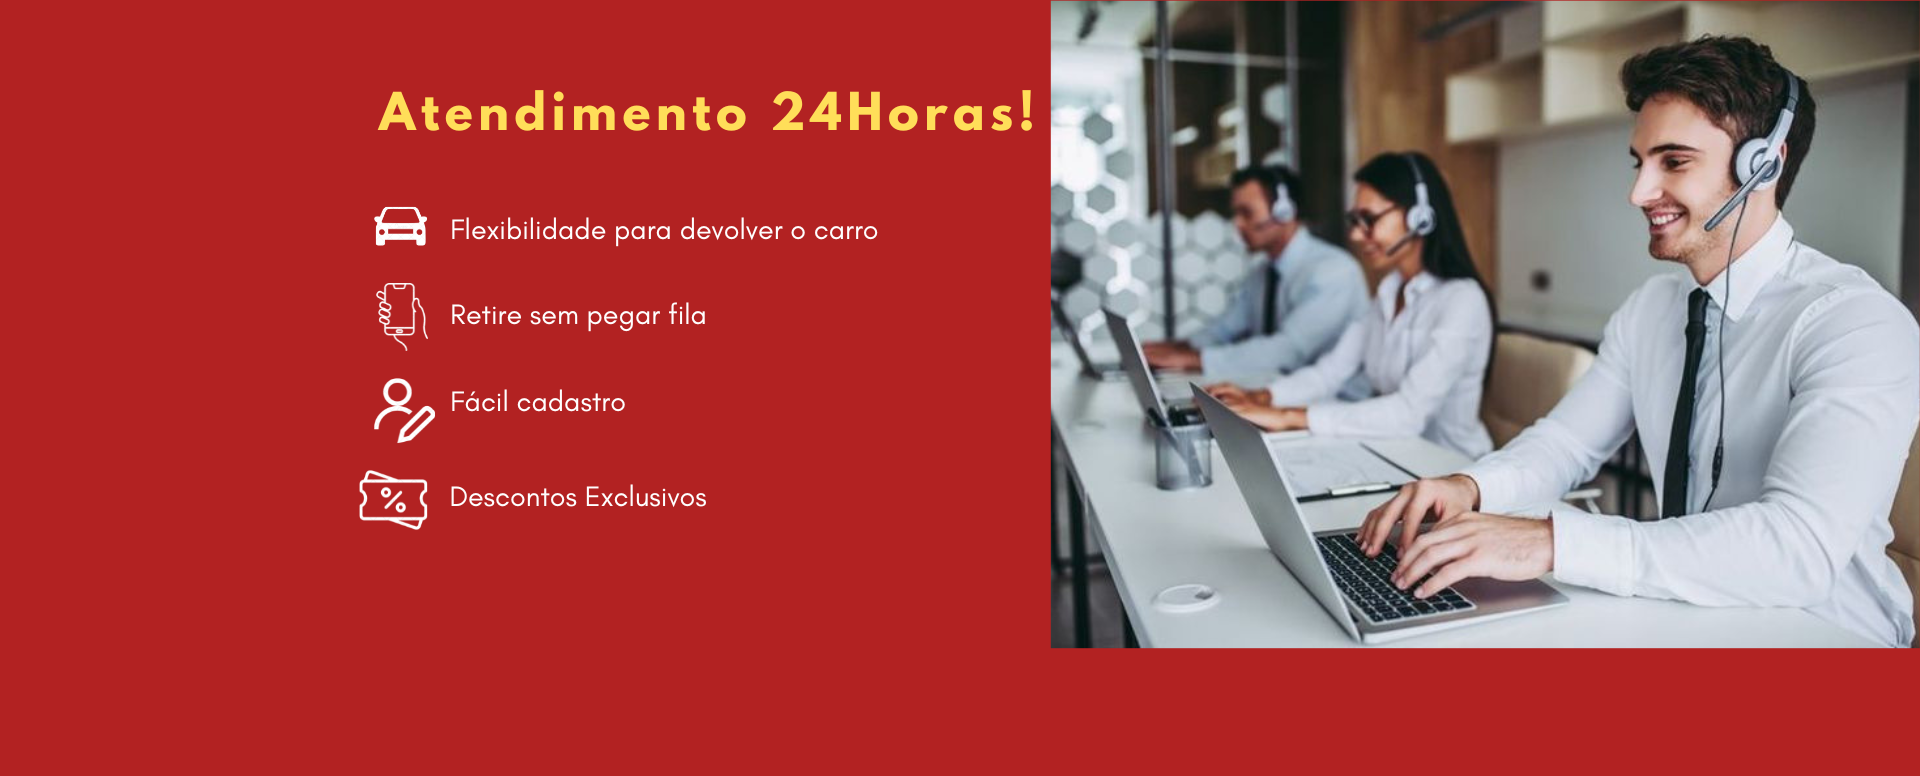 Atendimento 24Horas!
Flexibilidade para devolver o carro
Retire sem pegar fila
Fácil cadastro
%
Descontos Exclusivos